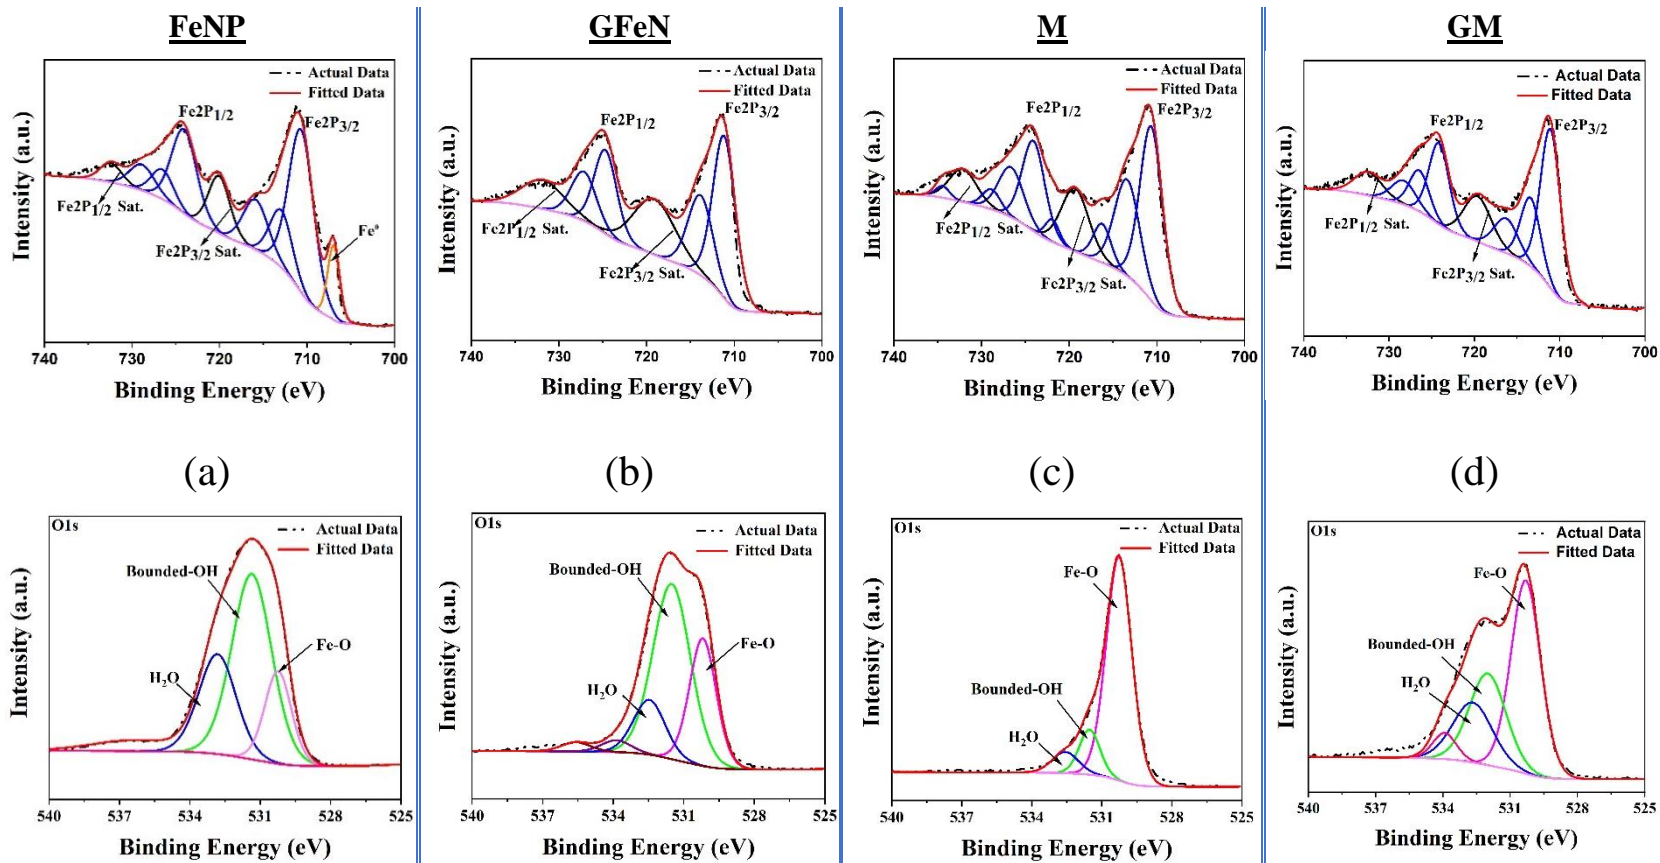 FeNP
GFeN
M
GM
Actual Data
Fitted Data
Fe2P1/2
Fe2P3/2
Fe2P1/2 Sat.
Fe2P3/2 Sat.
Fe°
Intensity (a.u.)
740 730 720 710 700
Binding Energy (eV)
Actual Data
Fitted Data
Fe2P1/2
Fe2P3/2
Fe2P1/2 Sat.
Fe2P3/2 Sat.
Intensity (a.u.)
740 730 720 710 700
Binding Energy (eV)
Actual Data
Fitted Data
Fe2P1/2
Fe2P3/2
Fe2P1/2 Sat.
Fe2P3/2 Sat.
Intensity (a.u.)
740 730 720 710 700
Binding Energy (eV)
Actual Data
Fitted Data
Fe2P1/2
Fe2P3/2
Fe2P1/2 Sat.
Fe2P3/2 Sat.
Intensity (a.u.)
740 730 720 710 700
Binding Energy (eV)
(a)
(b)
(c)
(d)
O1s
Actual Data
Fitted Data
Bounded-OH
Fe-O
H₂O
Intensity (a.u.)
540 537 534 531 528 525
Binding Energy (eV)
O1s
Actual Data
Fitted Data
Bounded-OH
Fe-O
H₂O
Intensity (a.u.)
540 537 534 531 528 525
Binding Energy (eV)
O1s
Actual Data
Fitted Data
Fe-O
Bounded-OH
H₂O
Intensity (a.u.)
540 537 534 531 528 525
Binding Energy (eV)
O1s
Actual Data
Fitted Data
Fe-O
Bounded-OH
H₂O
Intensity (a.u.)
540 537 534 531 528 525
Binding Energy (eV)